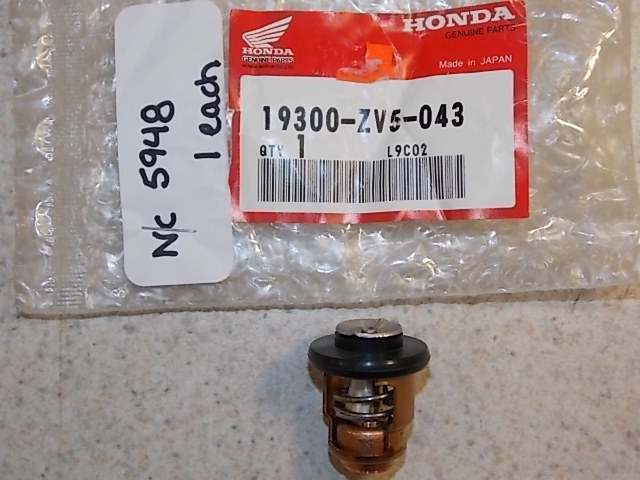 N/C 5948
1 each
HONDA
GENUINE PARTS
HONDA
GENUINE PARTS
Made in JAPAN
19300-ZV5-043
QTY 1 L9C02